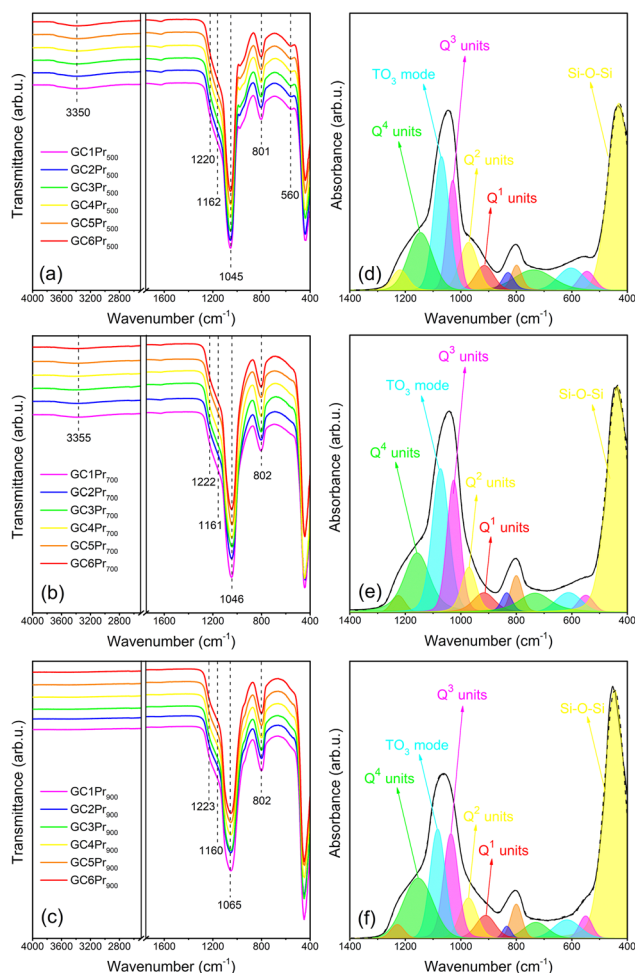 Transmittance (arb.u.)
3350
GC1Pr500
GC2Pr500
GC3Pr500
GC4Pr500
GC5Pr500
GC6Pr500
1220
1162
801
560
1045
(a)
4000 3600 3200 2800 1600 1200 800 400
Wavenumber (cm-1)
Absorbance (arb.u.)
Q3 units
TO3 mode
Q4 units
Q2 units
Q1 units
Si-O-Si
(d)
1400 1200 1000 800 600 400
Wavenumber (cm-1)
Transmittance (arb.u.)
3355
GC1Pr700
GC2Pr700
GC3Pr700
GC4Pr700
GC5Pr700
GC6Pr700
1222
1161
802
1046
(b)
4000 3600 3200 2800 1600 1200 800 400
Wavenumber (cm-1)
Absorbance (arb.u.)
Q3 units
TO3 mode
Q4 units
Q2 units
Q1 units
Si-O-Si
(e)
1400 1200 1000 800 600 400
Wavenumber (cm-1)
Transmittance (arb.u.)
GC1Pr900
GC2Pr900
GC3Pr900
GC4Pr900
GC5Pr900
GC6Pr900
1223
1160
802
1065
(c)
4000 3600 3200 2800 1600 1200 800 400
Wavenumber (cm-1)
Absorbance (arb.u.)
Q3 units
TO3 mode
Q4 units
Q2 units
Q1 units
Si-O-Si
(f)
1400 1200 1000 800 600 400
Wavenumber (cm-1)